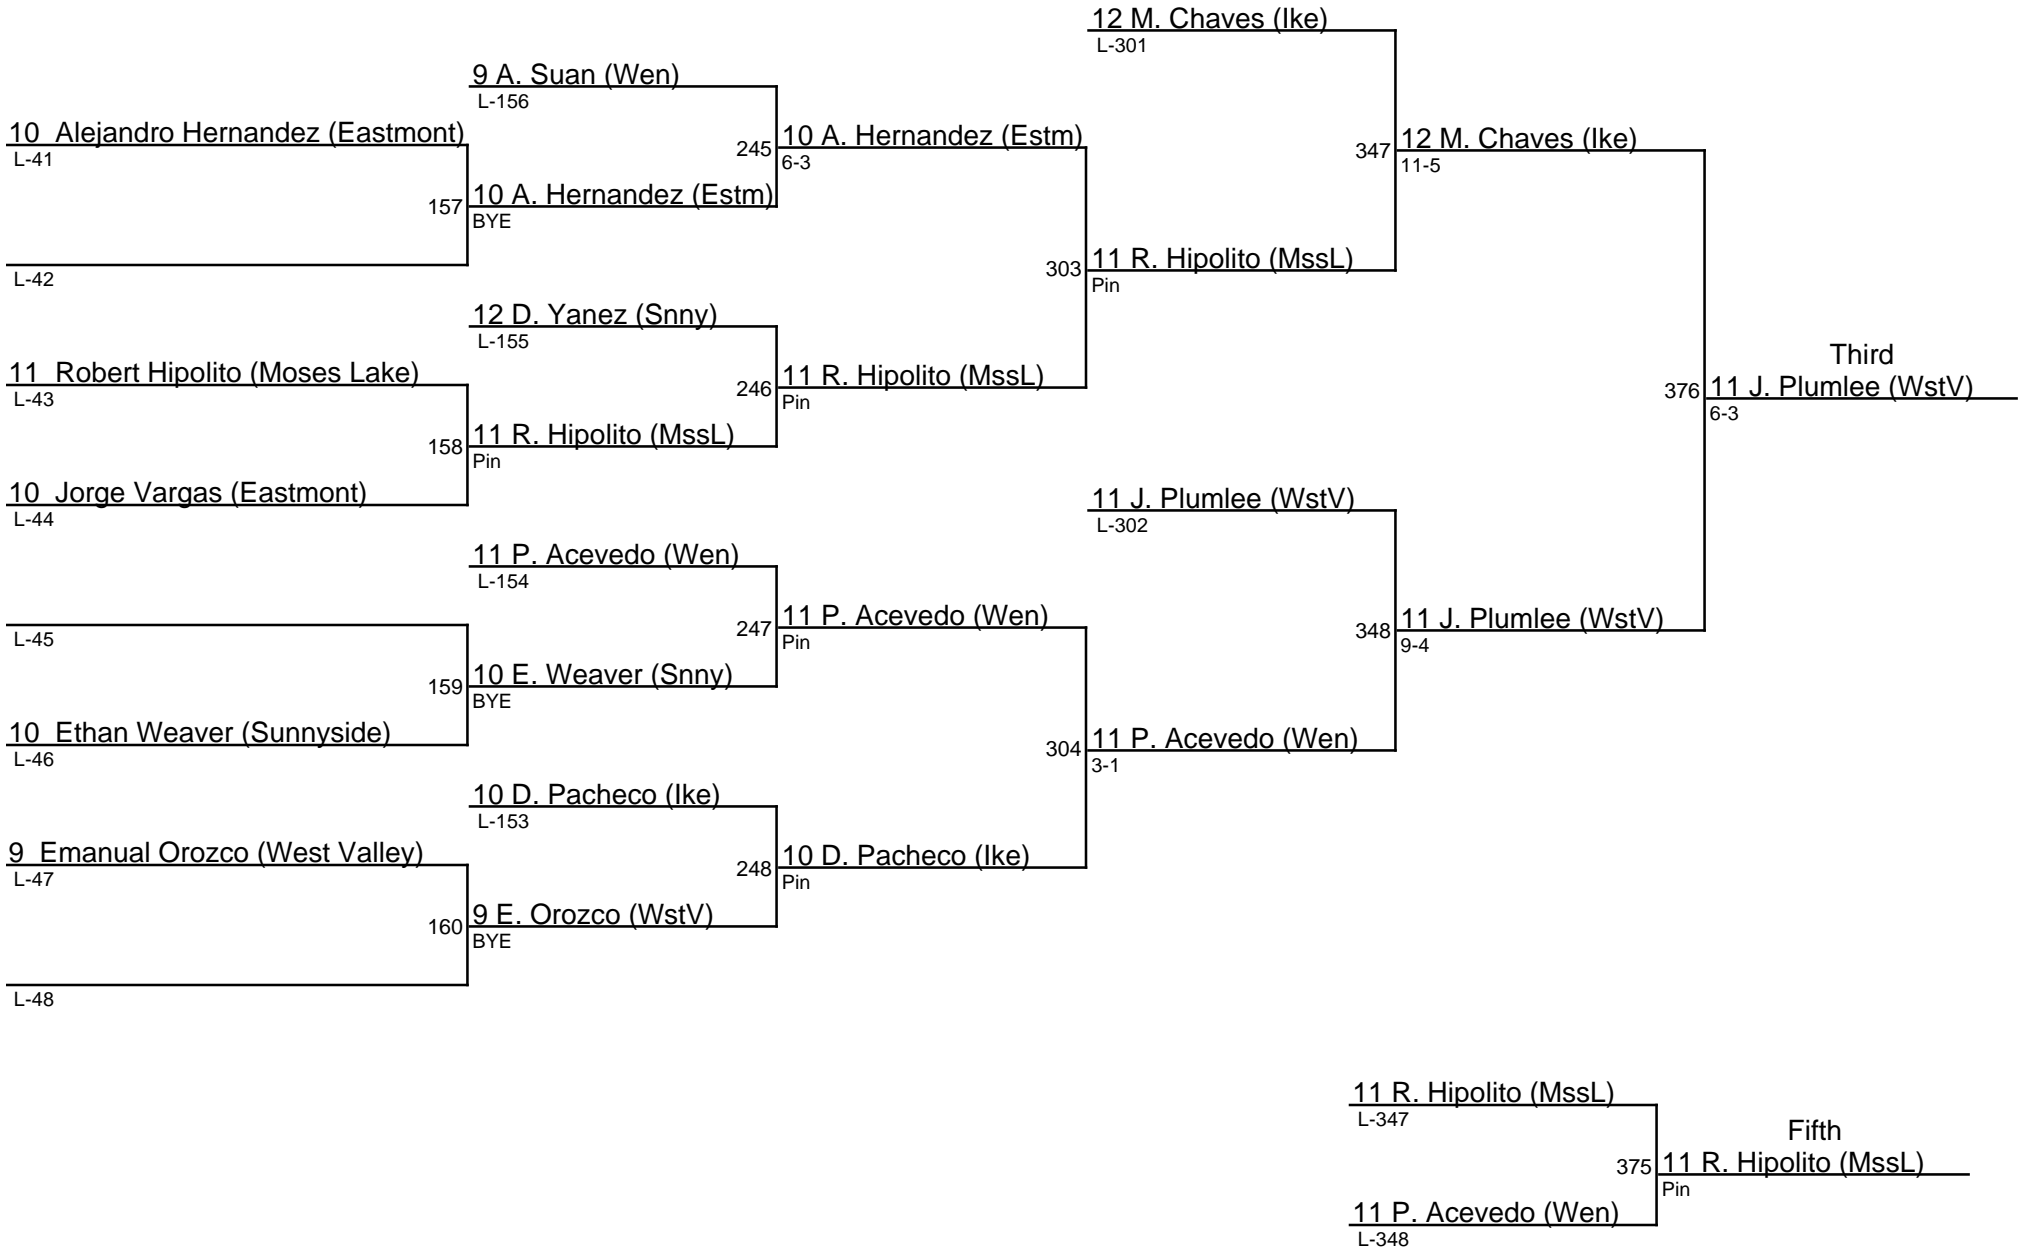 12 M. Chaves (Ike)
L-301
9 A. Suan (Wen)
L-156
10 Alejandro Hernandez (Eastmont)
L-41
245 10 A. Hernandez (Estm)
6-3
347 12 M. Chaves (Ike)
11-5
157 10 A. Hernandez (Estm)
BYE
L-42
303 11 R. Hipolito (MssL)
Pin
12 D. Yanez (Snny)
L-155
11 Robert Hipolito (Moses Lake)
L-43
246 11 R. Hipolito (MssL)
Pin
Third
376 11 J. Plumlee (WstV)
6-3
158 11 R. Hipolito (MssL)
Pin
10 Jorge Vargas (Eastmont)
L-44
11 J. Plumlee (WstV)
L-302
11 P. Acevedo (Wen)
L-154
L-45
247 11 P. Acevedo (Wen)
Pin
348 11 J. Plumlee (WstV)
9-4
159 10 E. Weaver (Snny)
BYE
10 Ethan Weaver (Sunnyside)
L-46
304 11 P. Acevedo (Wen)
3-1
10 D. Pacheco (Ike)
L-153
9 Emanual Orozco (West Valley)
L-47
248 10 D. Pacheco (Ike)
Pin
160 9 E. Orozco (WstV)
BYE
L-48
11 R. Hipolito (MssL)
L-347
Fifth
375 11 R. Hipolito (MssL)
Pin
11 P. Acevedo (Wen)
L-348